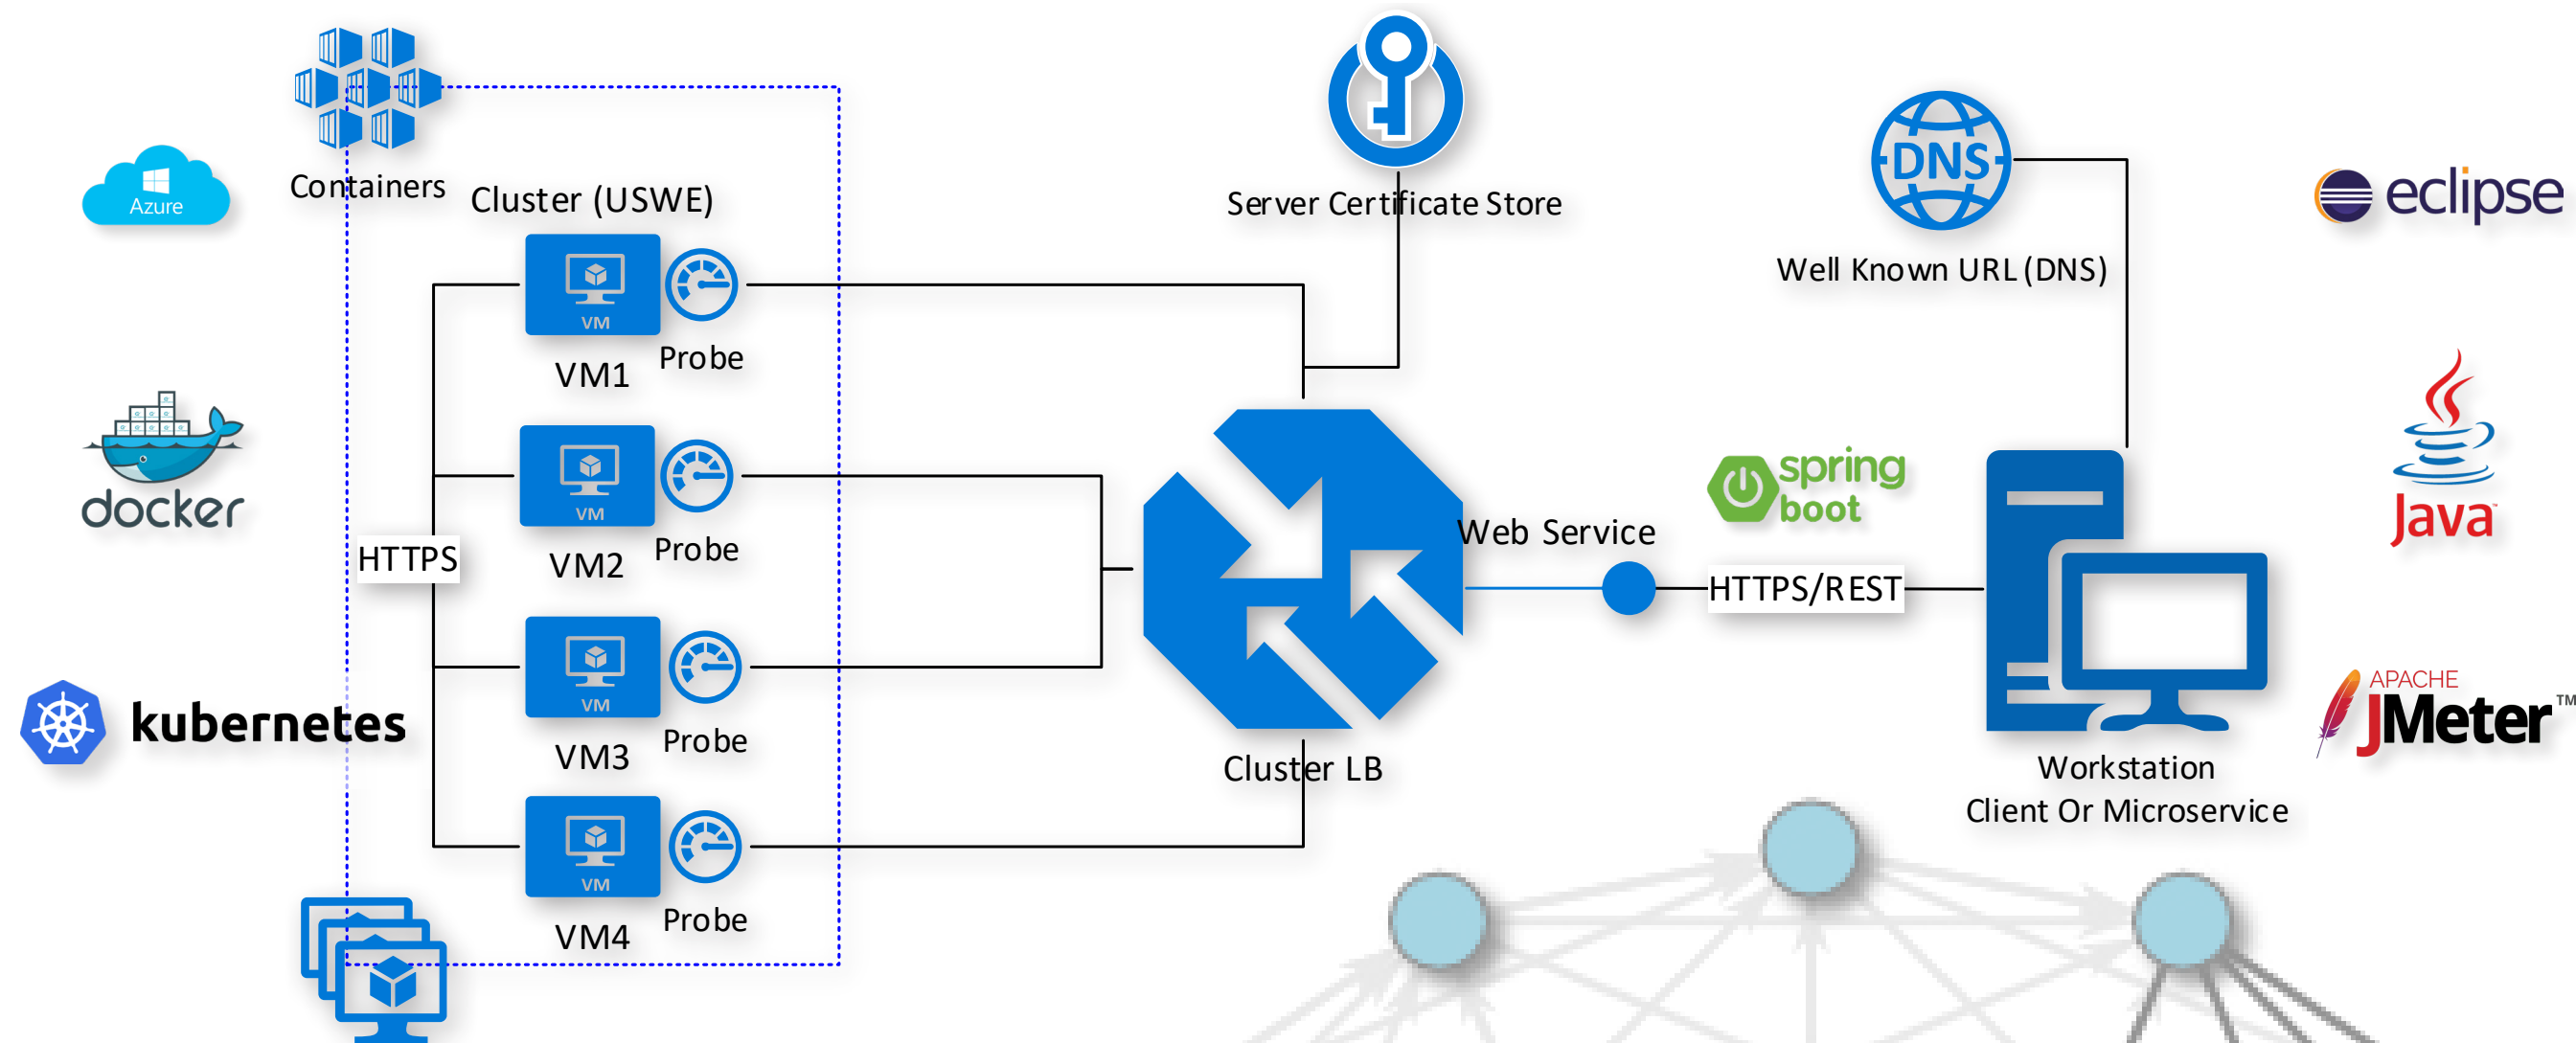 Containers
Azure
Cluster (USWE)
Server Certificate Store
DNS
Well Known URL (DNS)
eclipse
VM
VM1
Probe
docker
VM
VM2
Probe
HTTPS
Web Service
spring
boot
HTTPS/REST
Java
kubernetes
VM
VM3
Probe
Cluster LB
Workstation
Client Or Microservice
APACHE
JMeter™
VM
VM4
Probe